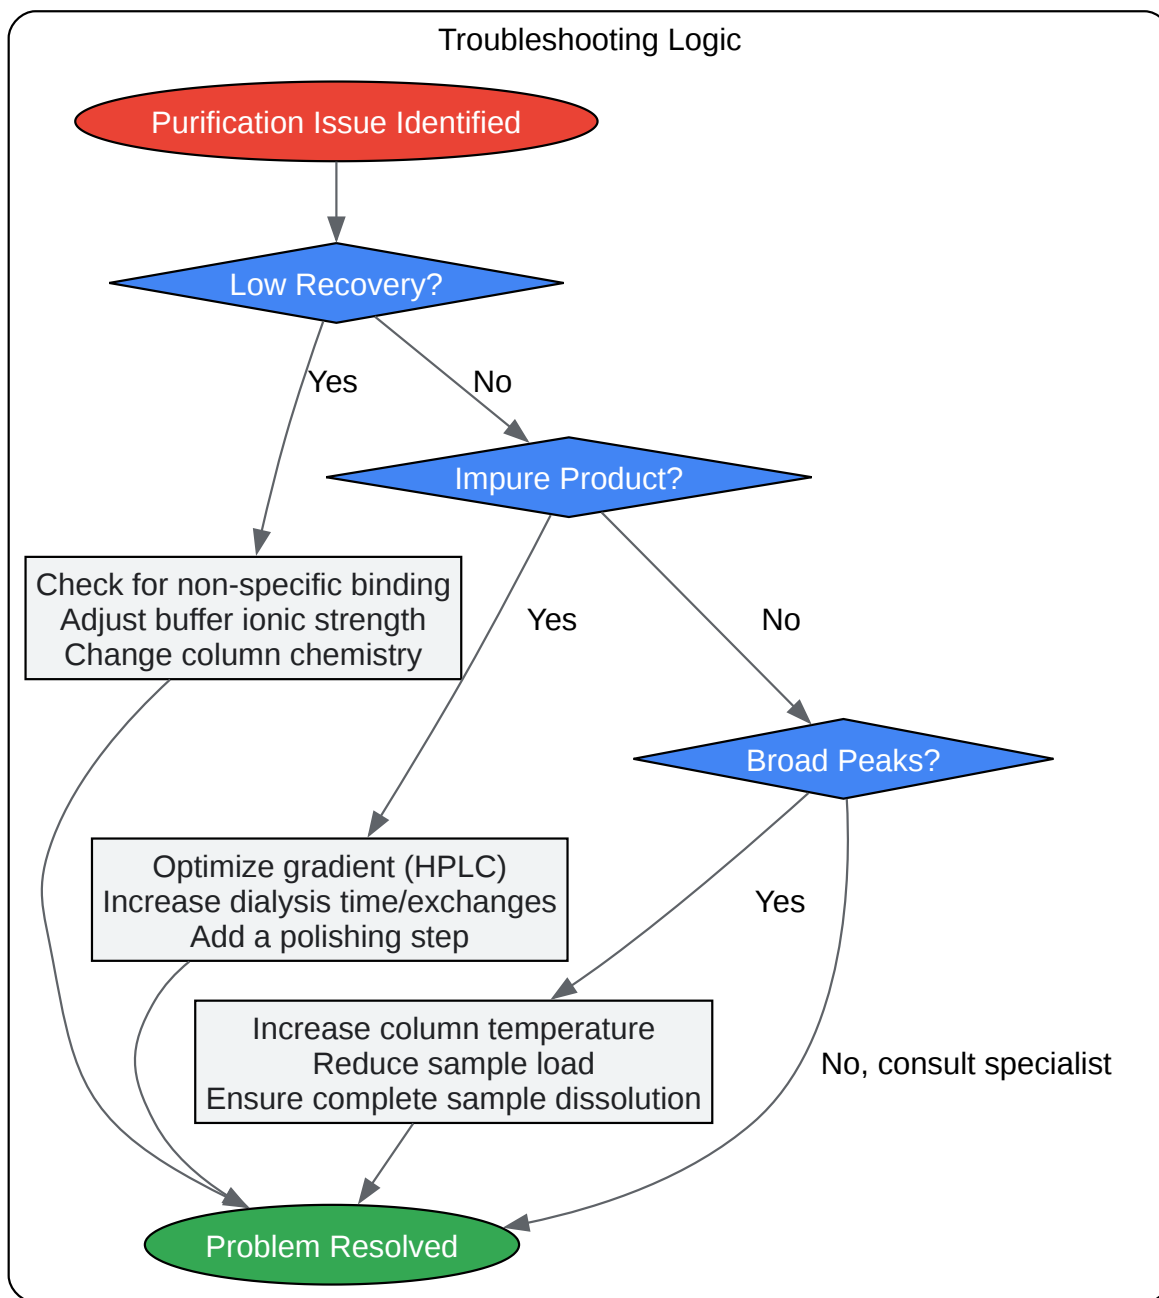 Troubleshooting Logic
Purification Issue Identified
Low Recovery?
Yes
No
Impure Product?
Check for non-specific binding
Adjust buffer ionic strength
Change column chemistry
Yes
No
Broad Peaks?
Optimize gradient (HPLC)
Increase dialysis time/exchanges
Add a polishing step
Yes
Increase column temperature
Reduce sample load
Ensure complete sample dissolution
No, consult specialist
Problem Resolved